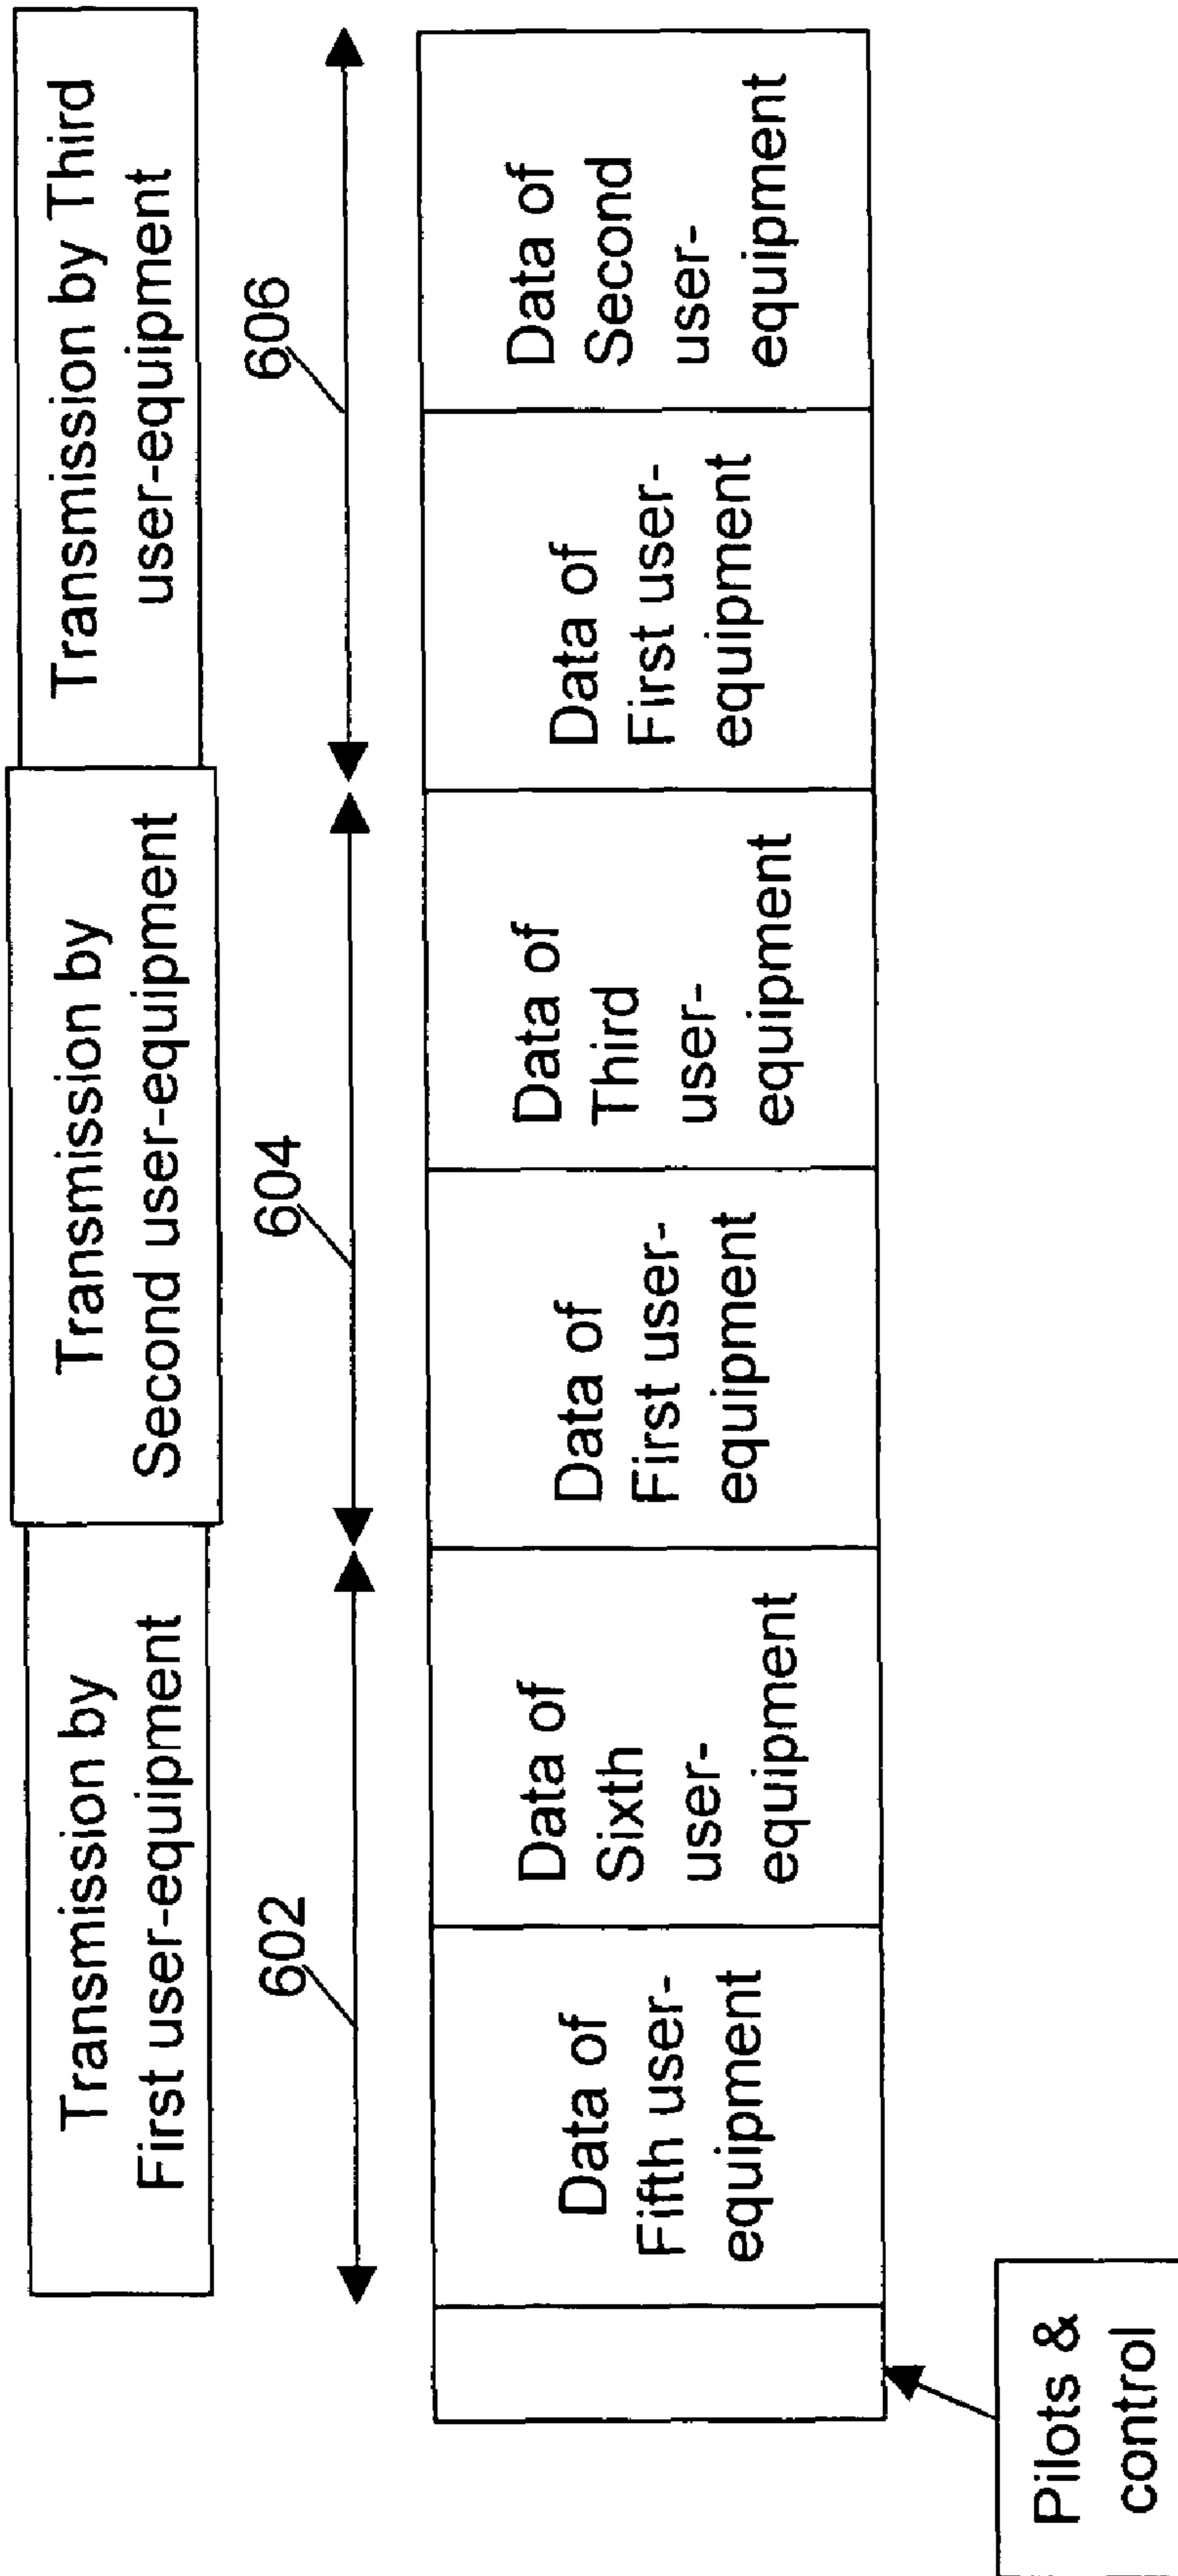 Transmission by
First user-equipment
Transmission by
Second user-equipment
Transmission by Third
user-equipment
602
604
606
Data of
Fifth user-
equipment
Data of
Sixth
user-
equipment
Data of
First user-
equipment
Data of
Third
user-
equipment
Data of
First user-
equipment
Data of
Second
user-
equipment
Pilots &
control